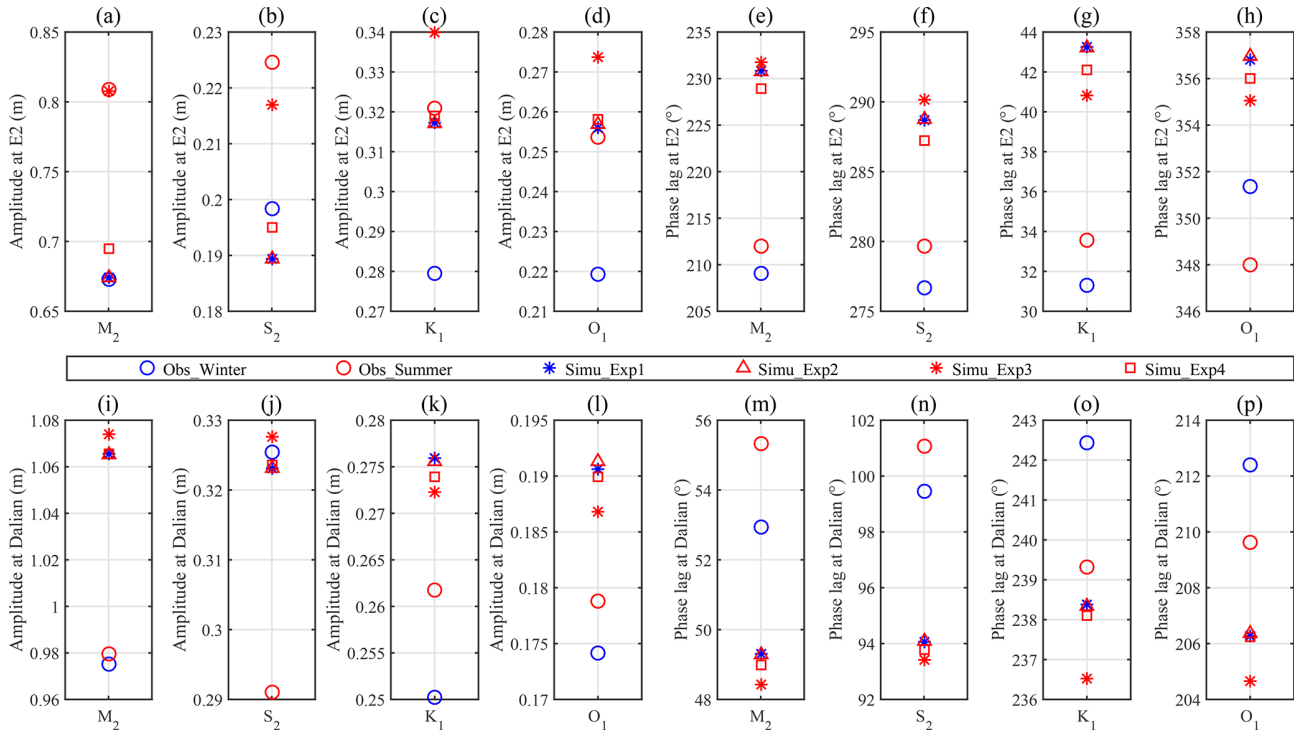 (a) (b) (c) (d) (e) (f) (g) (h)
Amplitude at E2 (m)
0.85
0.8
0.75
0.7
0.65
M2
Amplitude at E2 (m)
0.23
0.22
0.21
0.2
0.19
0.18
S2
Amplitude at E2 (m)
0.34
0.33
0.32
0.31
0.3
0.29
0.28
0.27
K1
Amplitude at E2 (m)
0.28
0.27
0.26
0.25
0.24
0.23
0.22
0.21
O1
Phase lag at E2 (°)
235
230
225
220
215
210
205
M2
Phase lag at E2 (°)
295
290
285
280
275
S2
Phase lag at E2 (°)
44
42
40
38
36
34
32
30
K1
Phase lag at E2 (°)
358
356
354
352
350
348
346
O1
Obs_Winter Obs_Summer Simu_Exp1 Simu_Exp2 Simu_Exp3 Simu_Exp4
(i) (j) (k) (l) (m) (n) (o) (p)
Amplitude at Dalian (m)
1.08
1.06
1.04
1.02
1
0.98
0.96
M2
Amplitude at Dalian (m)
0.33
0.32
0.31
0.3
0.29
S2
Amplitude at Dalian (m)
0.28
0.275
0.27
0.265
0.26
0.255
0.25
K1
Amplitude at Dalian (m)
0.195
0.19
0.185
0.18
0.175
0.17
O1
Phase lag at Dalian (°)
56
54
52
50
48
M2
Phase lag at Dalian (°)
102
100
98
96
94
92
S2
Phase lag at Dalian (°)
243
242
241
240
239
238
237
236
K1
Phase lag at Dalian (°)
214
212
210
208
206
204
O1